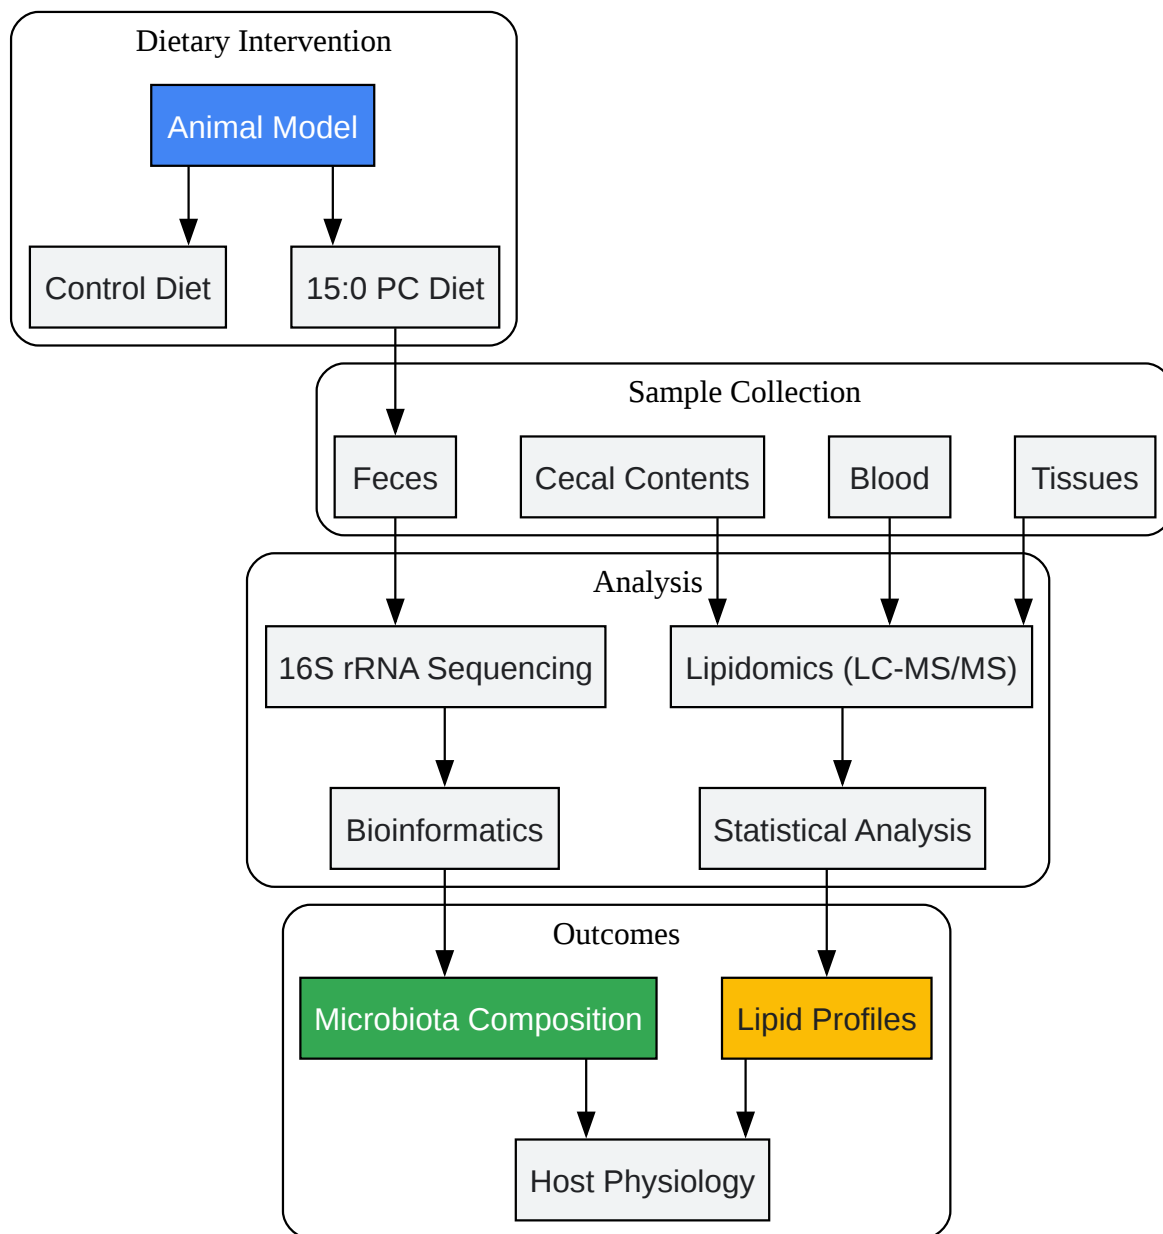 Dietary Intervention
Animal Model
Control Diet
15:0 PC Diet
Sample Collection
Feces
Cecal Contents
Blood
Tissues
Analysis
16S rRNA Sequencing
Lipidomics (LC-MS/MS)
Bioinformatics
Statistical Analysis
Outcomes
Microbiota Composition
Lipid Profiles
Host Physiology